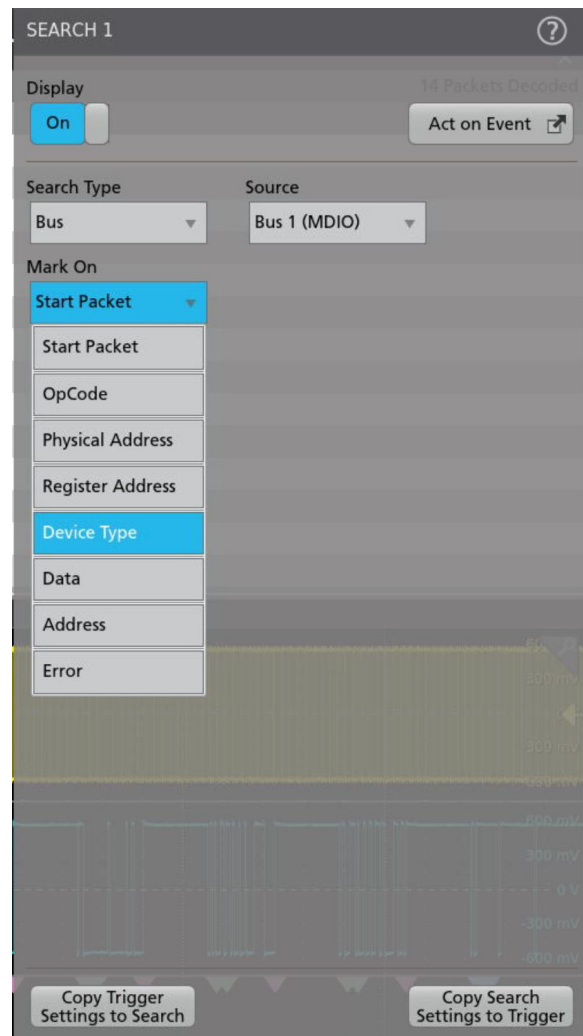 SEARCH 1
?
Display
14 Packets Decoded
On
Act on Event
Search Type
Source
Bus
Bus 1 (MDIO)
Mark On
Start Packet
Start Packet
OpCode
Physical Address
Register Address
Device Type
Data
Address
Error
300 mV
-300 mV
600 mV
300 mV
0 V
-300 mV
-600 mV
Copy Trigger
Settings to Search
Copy Search
Settings to Trigger